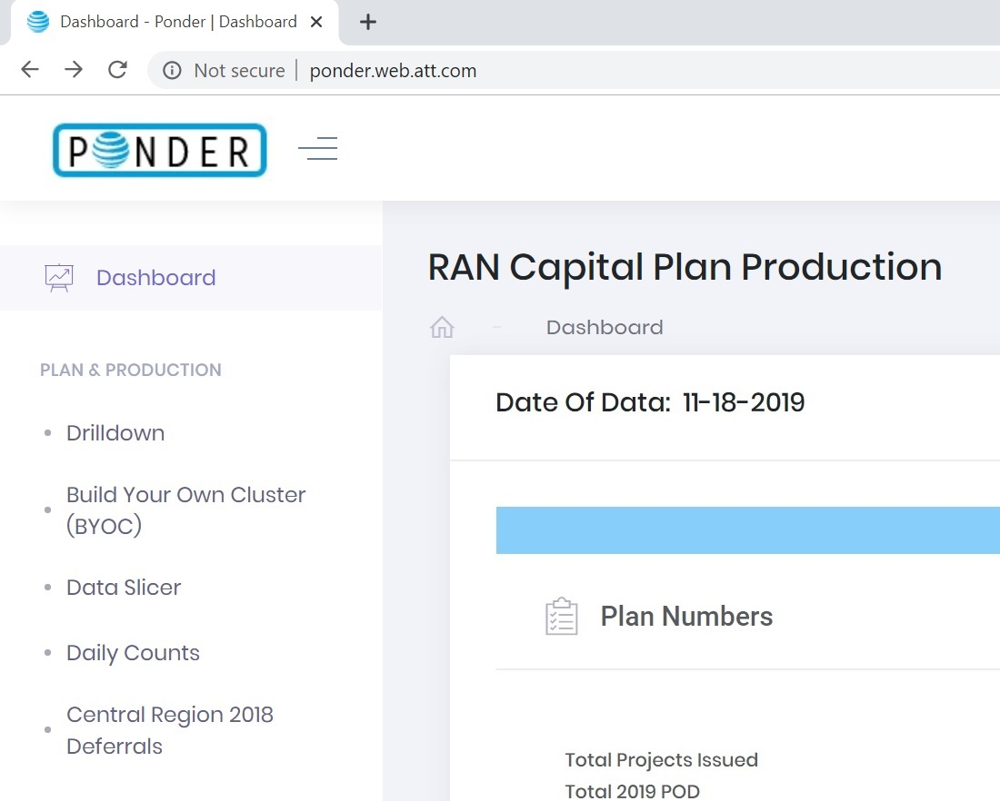 Dashboard - Ponder | Dashboard
Not secure | ponder.web.att.com
PONDER
Dashboard
PLAN & PRODUCTION
Drilldown
Build Your Own Cluster
(BYOC)
Data Slicer
Daily Counts
Central Region 2018
Deferrals
RAN Capital Plan Production
Dashboard
Date Of Data: 11-18-2019
Plan Numbers
Total Projects Issued
Total 2019 POD